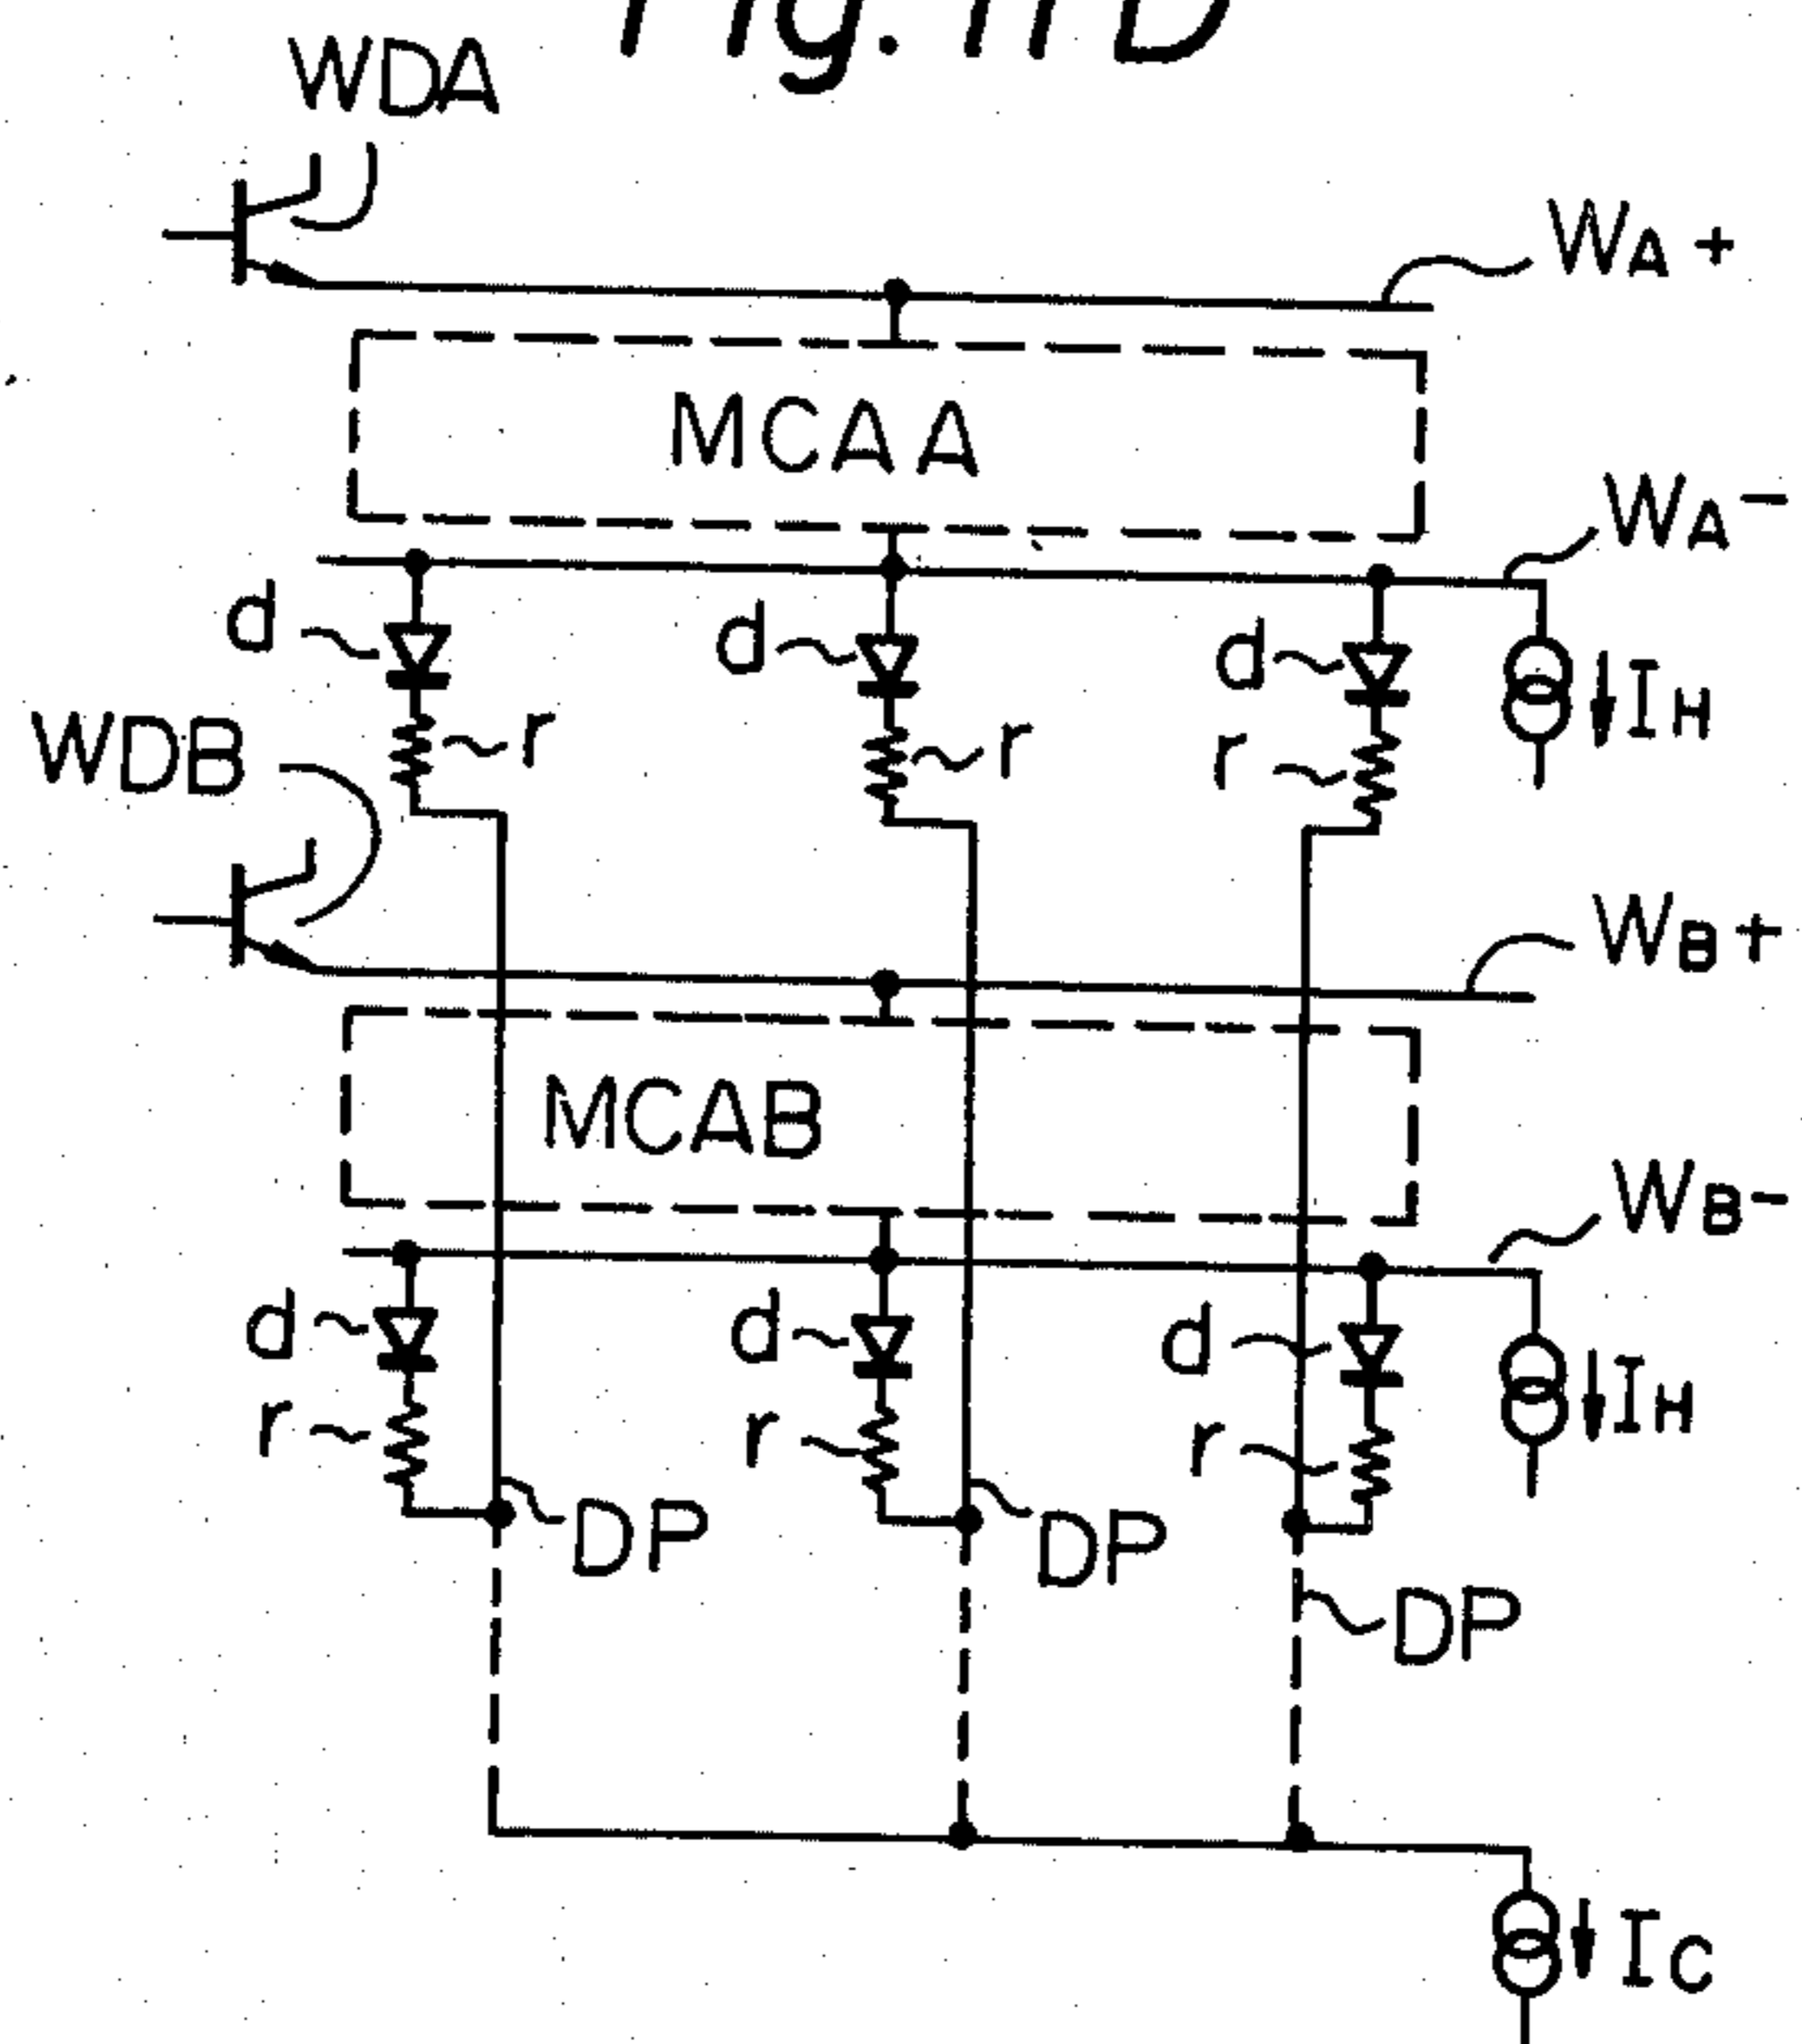 Fig. 11D
WDA
WA+
MCAA
WA-
d
d
d
IH
r
r
r
WDB
WB+
MCAB
WB-
d
d
d
IH
r
r
r
DP
DP
DP
IC